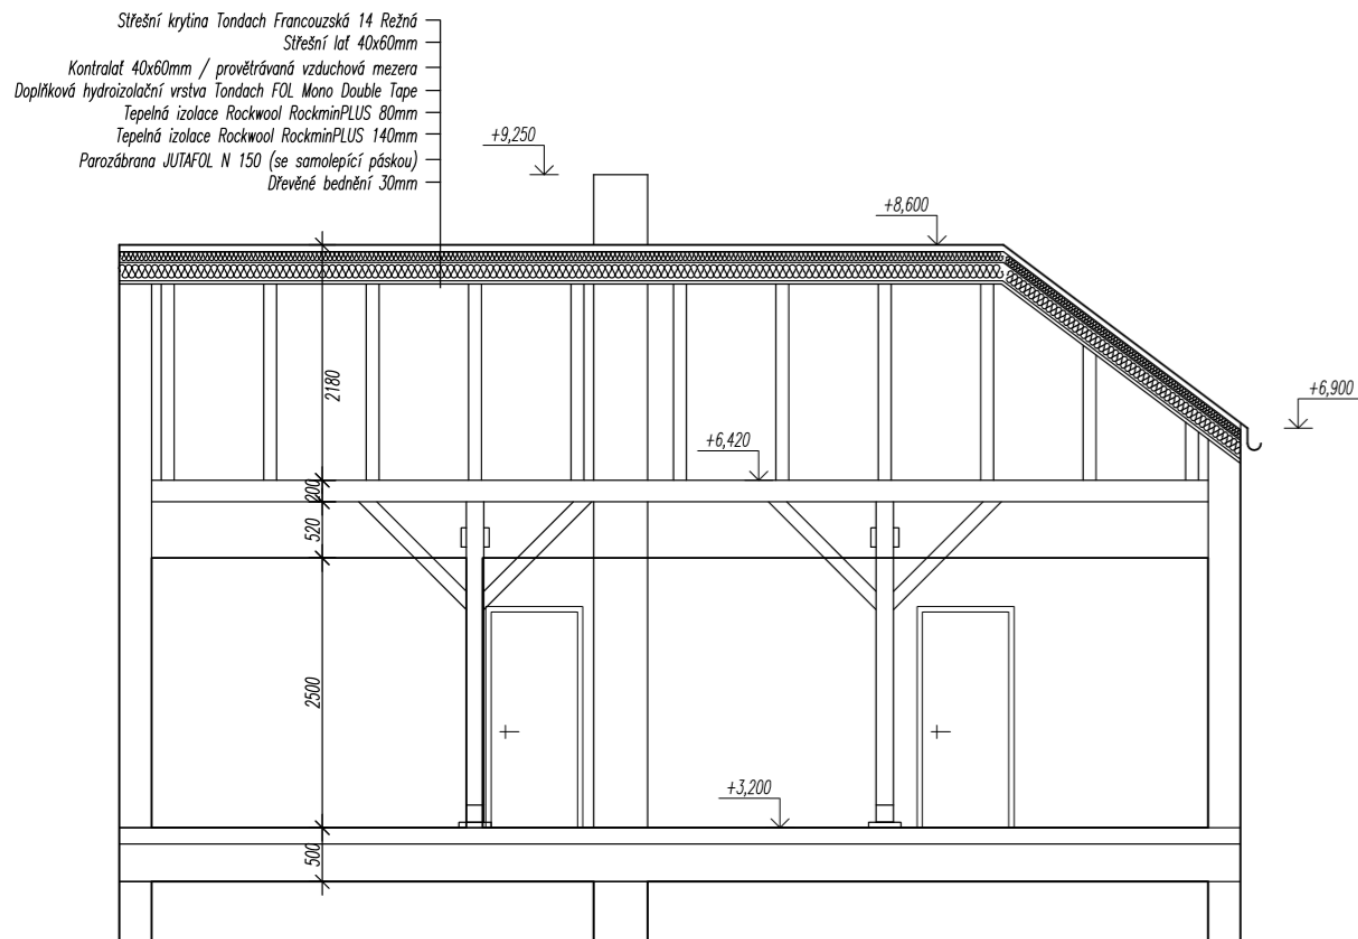 Střešní krytina Tondach Francouzská 14 Režná
Střešní lať 40x60mm
Kontralať 40x60mm / provětrávaná vzduchová mezera
Doplňková hydroizolační vrstva Tondach FOL Mono Double Tape
Tepelná izolace Rockwool RockminPLUS 80mm
Tepelná izolace Rockwool RockminPLUS 140mm
Parozábrana JUTAFOL N 150 (se samolepící páskou)
Dřevěné bednění 30mm
+9,250
+8,600
2180
+6,900
+6,420
200
520
2500
+3,200
500